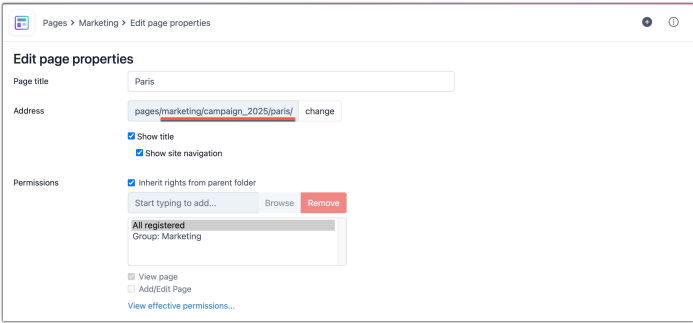 Pages > Marketing > Edit page properties
Edit page properties
Page title
Paris
Address
pages/marketing/campaign_2025/paris/ change
Show title
Show site navigation
Permissions
Inherit rights from parent folder
Start typing to add... Browse Remove
All registered
Group: Marketing
View page
Add/Edit Page
View effective permissions...